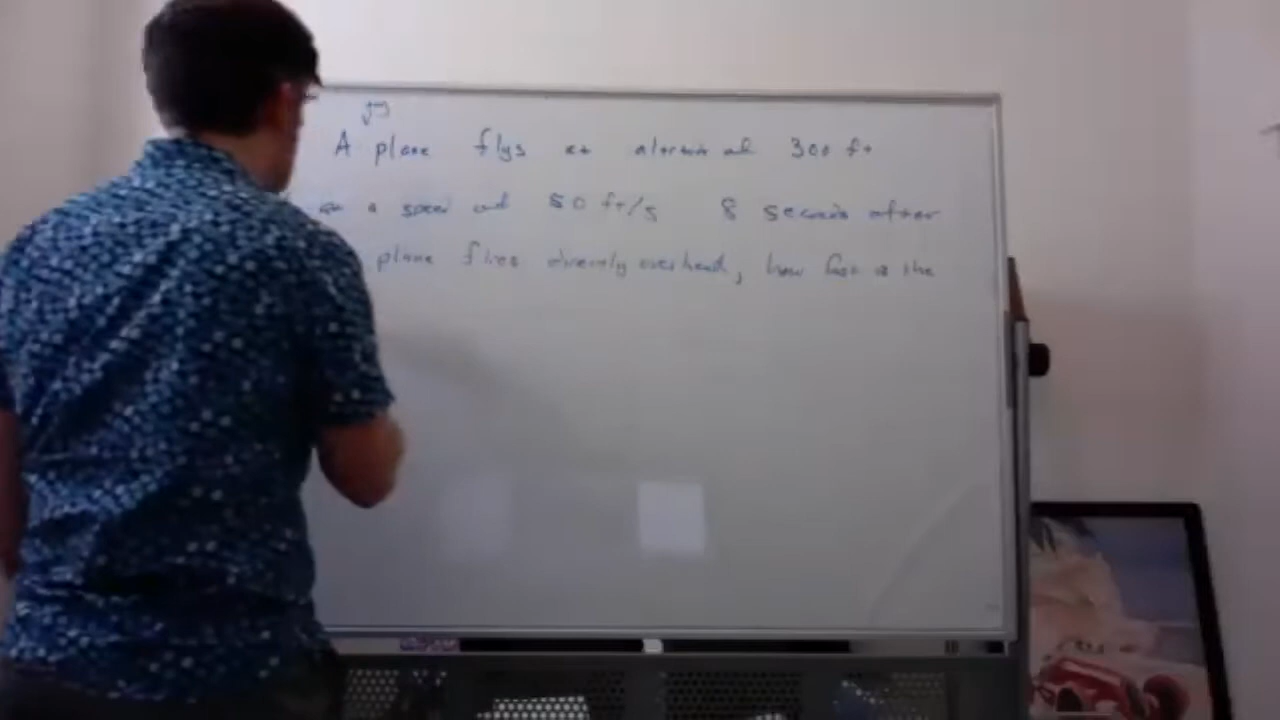 A plane flys at altitude of 300 ft
a speed of 50 ft/s 8 seconds after
plane flies directly overhead, how fast is the